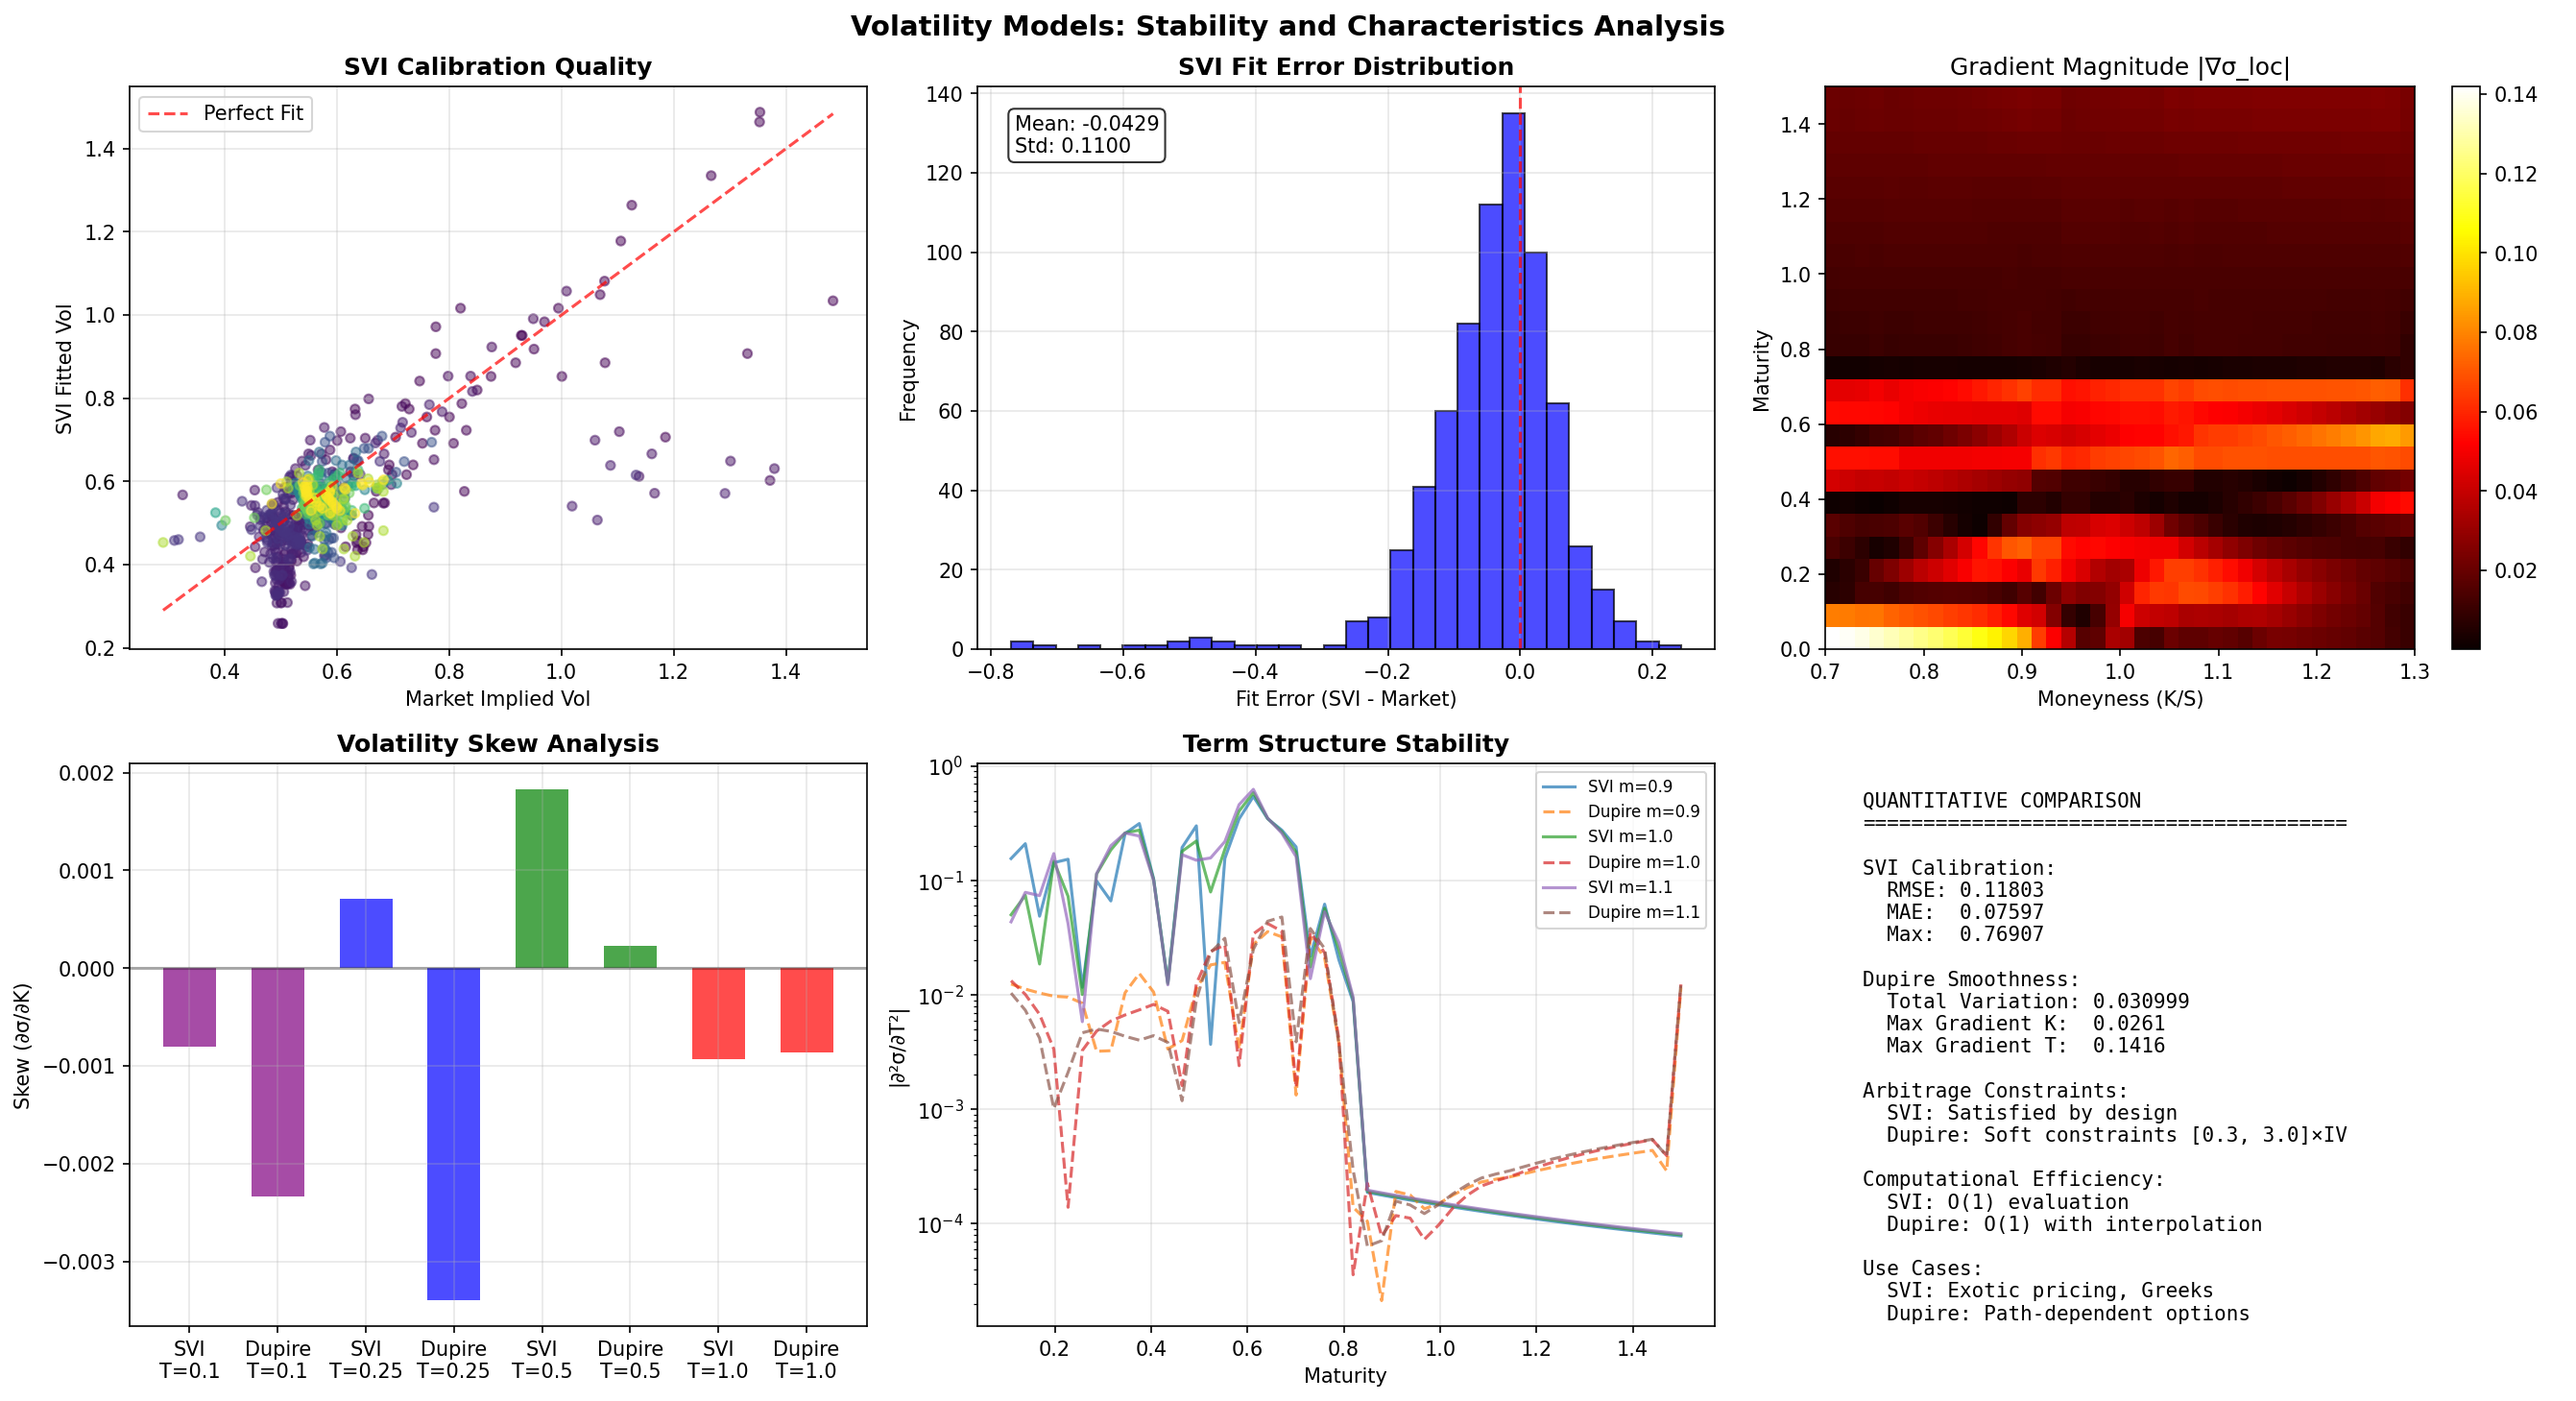 Volatility Models: Stability and Characteristics Analysis
SVI Calibration Quality
Perfect Fit
SVI Fitted Vol
1.4
1.2
1.0
0.8
0.6
0.4
0.2
0.4
0.6
0.8
1.0
1.2
1.4
Market Implied Vol
SVI Fit Error Distribution
Mean: -0.0429
Std: 0.1100
Frequency
140
120
100
80
60
40
20
0
−0.8
−0.6
−0.4
−0.2
0.0
0.2
Fit Error (SVI - Market)
Gradient Magnitude |∇σ_loc|
Maturity
1.4
1.2
1.0
0.8
0.6
0.4
0.2
0.0
0.7
0.8
0.9
1.0
1.1
1.2
1.3
Moneyness (K/S)
0.14
0.12
0.10
0.08
0.06
0.04
0.02
Volatility Skew Analysis
Skew (∂σ/∂K)
0.002
0.001
0.000
−0.001
−0.002
−0.003
SVI
T=0.1
Dupire
T=0.1
SVI
T=0.25
Dupire
T=0.25
SVI
T=0.5
Dupire
T=0.5
SVI
T=1.0
Dupire
T=1.0
Term Structure Stability
SVI m=0.9
Dupire m=0.9
SVI m=1.0
Dupire m=1.0
SVI m=1.1
Dupire m=1.1
|∂²σ/∂T²|
10⁰
10⁻¹
10⁻²
10⁻³
10⁻⁴
0.2
0.4
0.6
0.8
1.0
1.2
1.4
Maturity
QUANTITATIVE COMPARISON
========================================
SVI Calibration:
RMSE: 0.11803
MAE:  0.07597
Max:  0.76907
Dupire Smoothness:
Total Variation: 0.030999
Max Gradient K:  0.0261
Max Gradient T:  0.1416
Arbitrage Constraints:
SVI: Satisfied by design
Dupire: Soft constraints [0.3, 3.0]×IV
Computational Efficiency:
SVI: O(1) evaluation
Dupire: O(1) with interpolation
Use Cases:
SVI: Exotic pricing, Greeks
Dupire: Path-dependent options